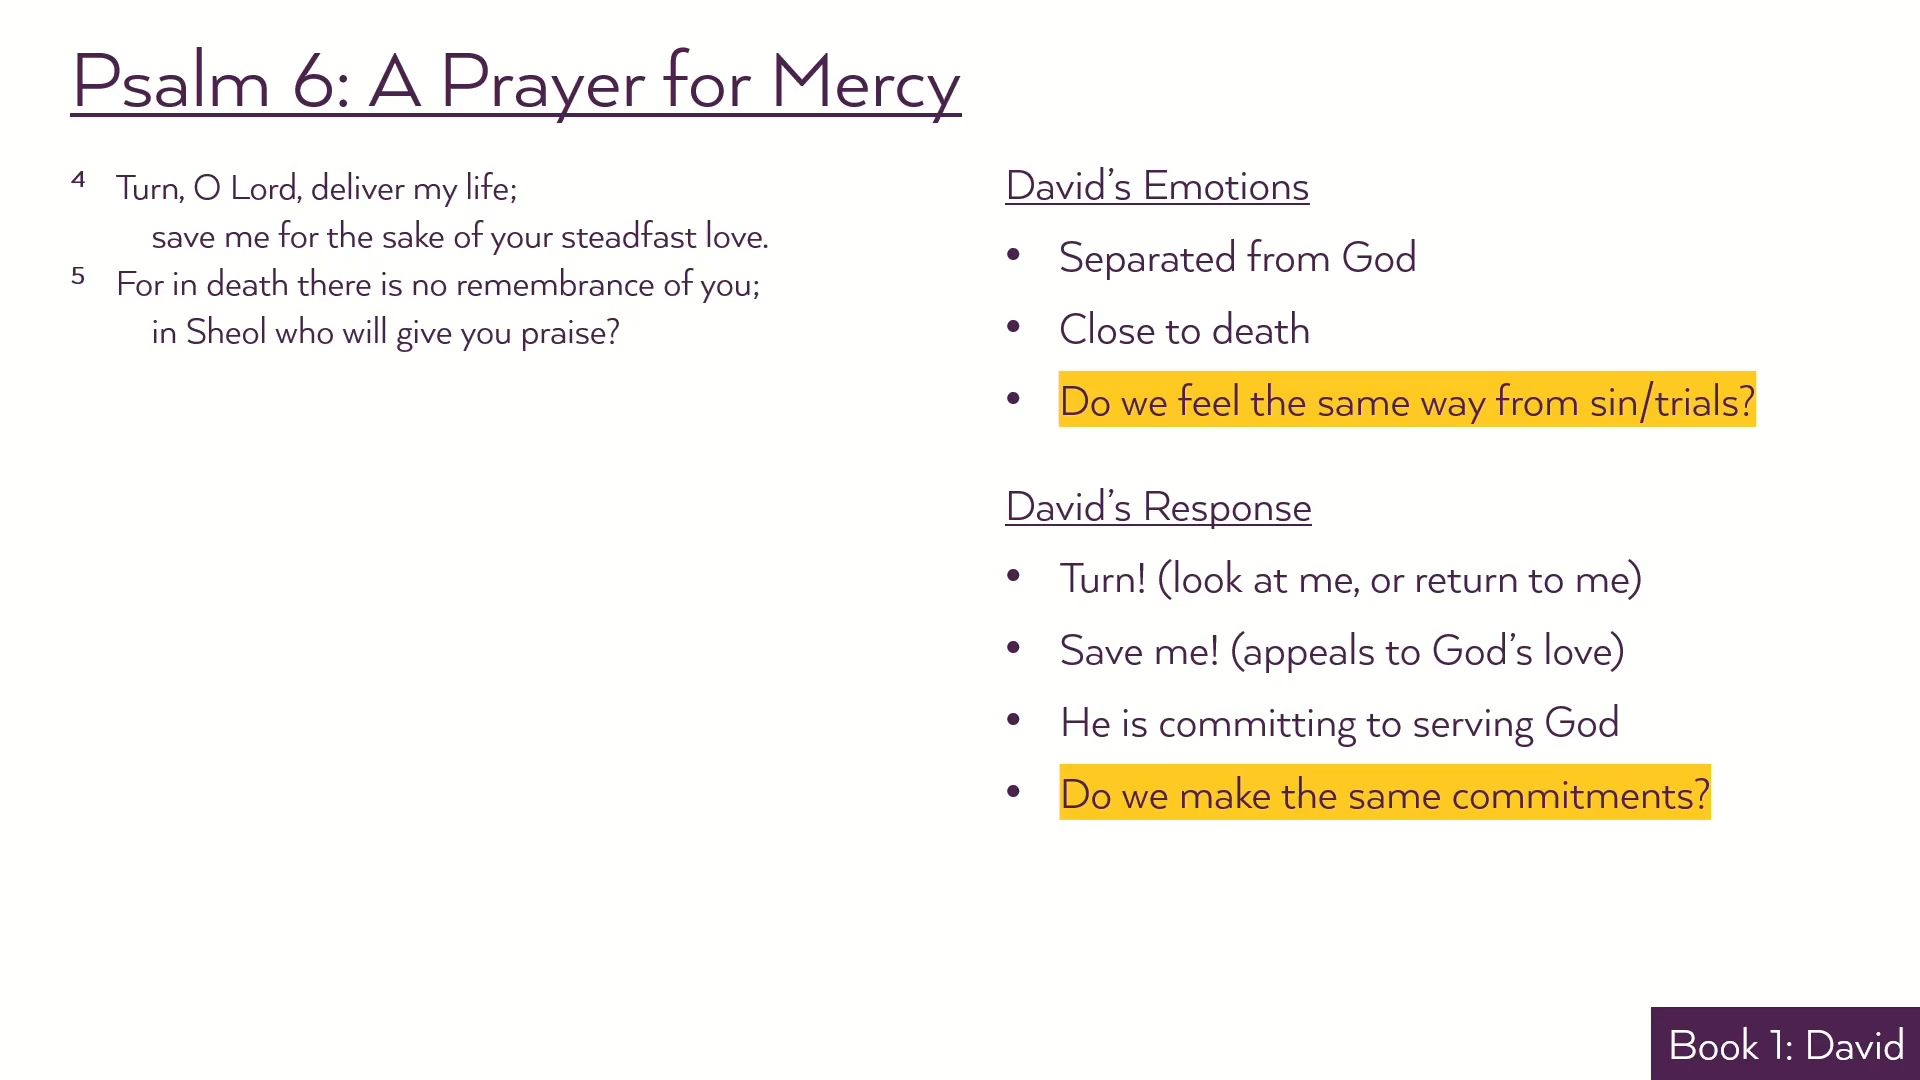 Psalm 6: A Prayer for Mercy
4 Turn, O Lord, deliver my life;
save me for the sake of your steadfast love.
5 For in death there is no remembrance of you;
in Sheol who will give you praise?
David’s Emotions
• Separated from God
• Close to death
• Do we feel the same way from sin/trials?
David’s Response
• Turn! (look at me, or return to me)
• Save me! (appeals to God’s love)
• He is committing to serving God
• Do we make the same commitments?
Book 1: David